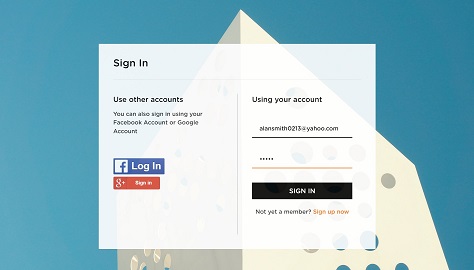 Sign In
Use other accounts
You can also sign in using your
Facebook Account or Google
Account
f Log In
g+ Sign in
Using your account
alansmith0213@yahoo.com
•••••
SIGN IN
Not yet a member? Sign up now